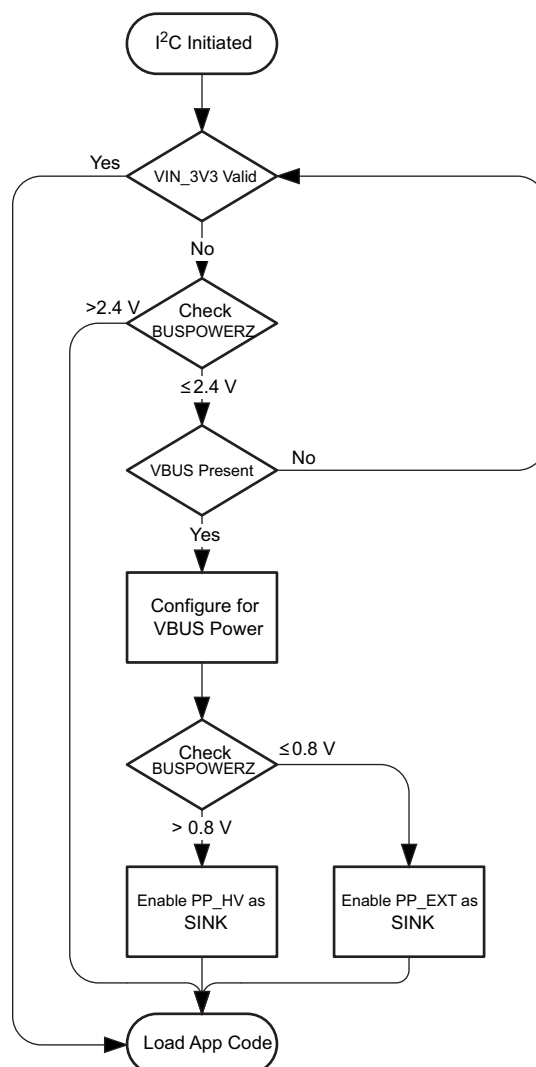 I²C Initiated
Yes
VIN_3V3 Valid
No
>2.4 V
Check
BUSPOWERZ
≤2.4 V
VBUS Present
No
Yes
Configure for
VBUS Power
Check
BUSPOWERZ
≤0.8 V
> 0.8 V
Enable PP_HV as
SINK
Enable PP_EXT as
SINK
Load App Code